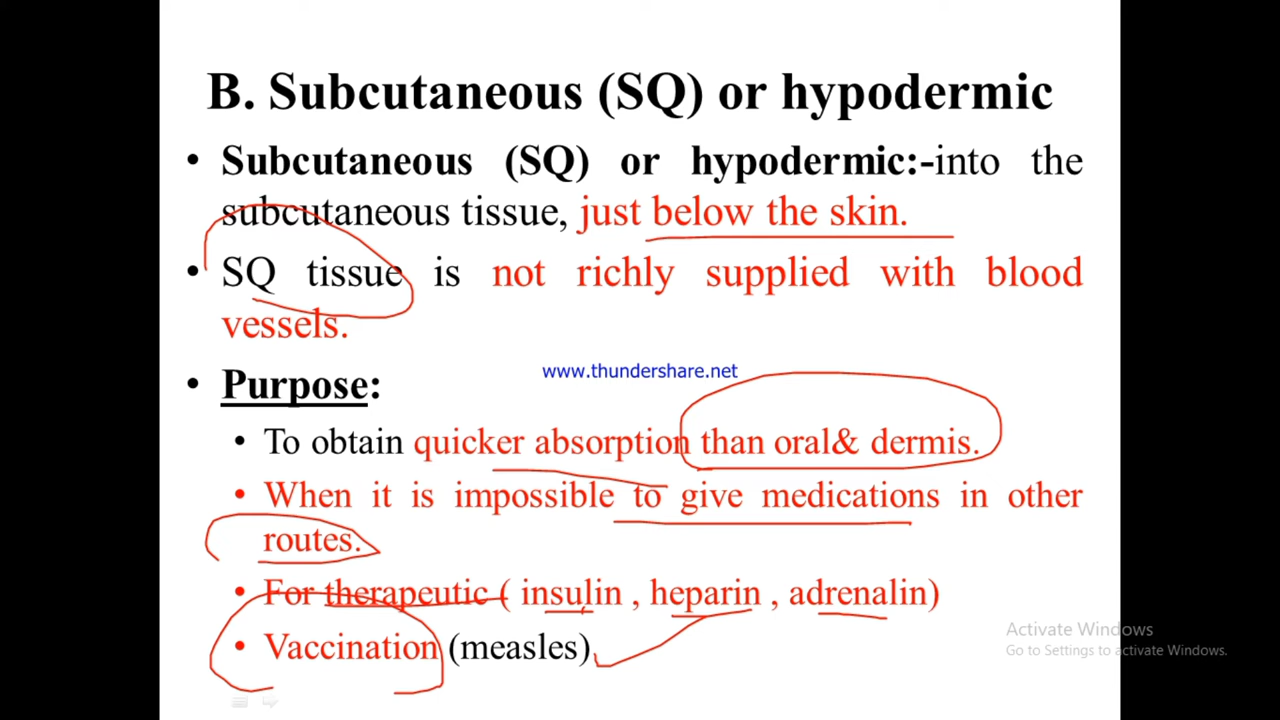 B. Subcutaneous (SQ) or hypodermic
• Subcutaneous (SQ) or hypodermic:-into the
subcutaneous tissue, just below the skin.
• SQ tissue is not richly supplied with blood
vessels.
www.thundershare.net
• Purpose:
• To obtain quicker absorption than oral& dermis.
• When it is impossible to give medications in other
routes.
• For therapeutic ( insulin , heparin , adrenalin)
• Vaccination (measles)
Activate Windows
Go to Settings to activate Windows.